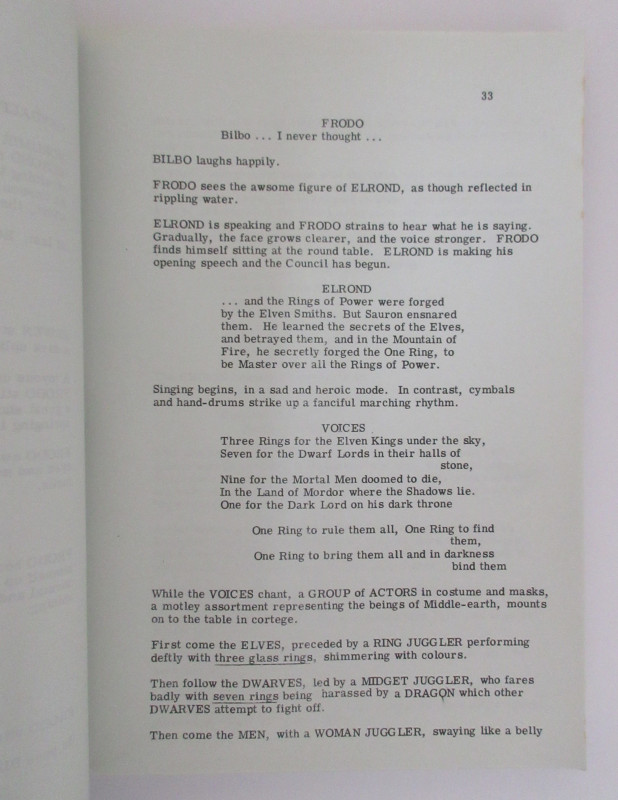 33
FRODO
Bilbo ... I never thought ...
BILBO laughs happily.
FRODO sees the awsome figure of ELROND, as though reflected in
rippling water.
ELROND is speaking and FRODO strains to hear what he is saying.
Gradually, the face grows clearer, and the voice stronger. FRODO
finds himself sitting at the round table. ELROND is making his
opening speech and the Council has begun.
ELROND
... and the Rings of Power were forged
by the Elven Smiths. But Sauron ensnared
them. He learned the secrets of the Elves,
and betrayed them, and in the Mountain of
Fire, he secretly forged the One Ring, to
be Master over all the Rings of Power.
Singing begins, in a sad and heroic mode. In contrast, cymbals
and hand-drums strike up a fanciful marching rhythm.
VOICES
Three Rings for the Elven Kings under the sky,
Seven for the Dwarf Lords in their halls of
stone,
Nine for the Mortal Men doomed to die,
In the Land of Mordor where the Shadows lie.
One for the Dark Lord on his dark throne
One Ring to rule them all, One Ring to find
them,
One Ring to bring them all and in darkness
bind them
While the VOICES chant, a GROUP of ACTORS in costume and masks,
a motley assortment representing the beings of Middle-earth, mounts
on to the table in cortege.
First come the ELVES, preceded by a RING JUGGLER performing
deftly with three glass rings, shimmering with colours.
Then follow the DWARVES, led by a MIDGET JUGGLER, who fares
badly with seven rings being harassed by a DRAGON which other
DWARVES attempt to fight off.
Then come the MEN, with a WOMAN JUGGLER, swaying like a belly